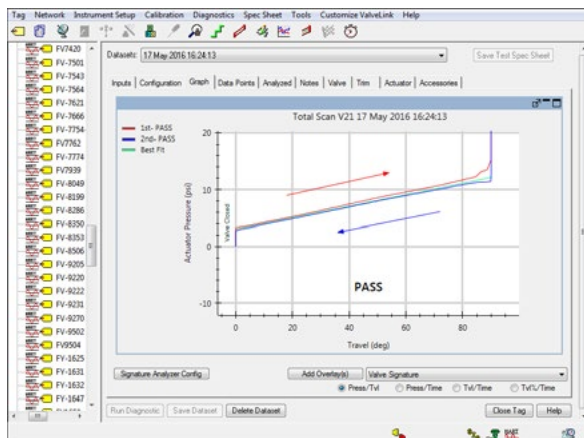 Tag Network Instrument Setup Calibration Diagnostics Spec Sheet Tools Customize ValveLink Help
FV7420
FV-7501
FV-7543
FV-7564
FV-7621
FV-7666
FV-7754
FV7762
FV-7774
FV7939
FV-8049
FV-8199
FV-8286
FV-8350
FV-8353
FV-8506
FV-9205
FV-9220
FV-9222
FV-9231
FV-9270
FV-9502
FV9504
FV-1625
FV-1631
FV-1632
FV-1647
Datasets: 17 May 2016 16:24:13
Save Test Spec Sheet
Inputs Configuration Graph Data Points Analyzed Notes Valve Trim Actuator Accessories
Total Scan V21 17 May 2016 16:24:13
1st- PASS
2nd- PASS
Best Fit
Actuator Pressure (psi)
20
10
0
-10
Valve Closed
PASS
0 20 40 60 80
Travel (deg)
Signature Analyzer Config Add Overlay(s) Valve Signature
Press/Tvl Press/Time Tvl/Time Tvl%/Time
Run Diagnostic Save Dataset Delete Dataset Close Tag Help